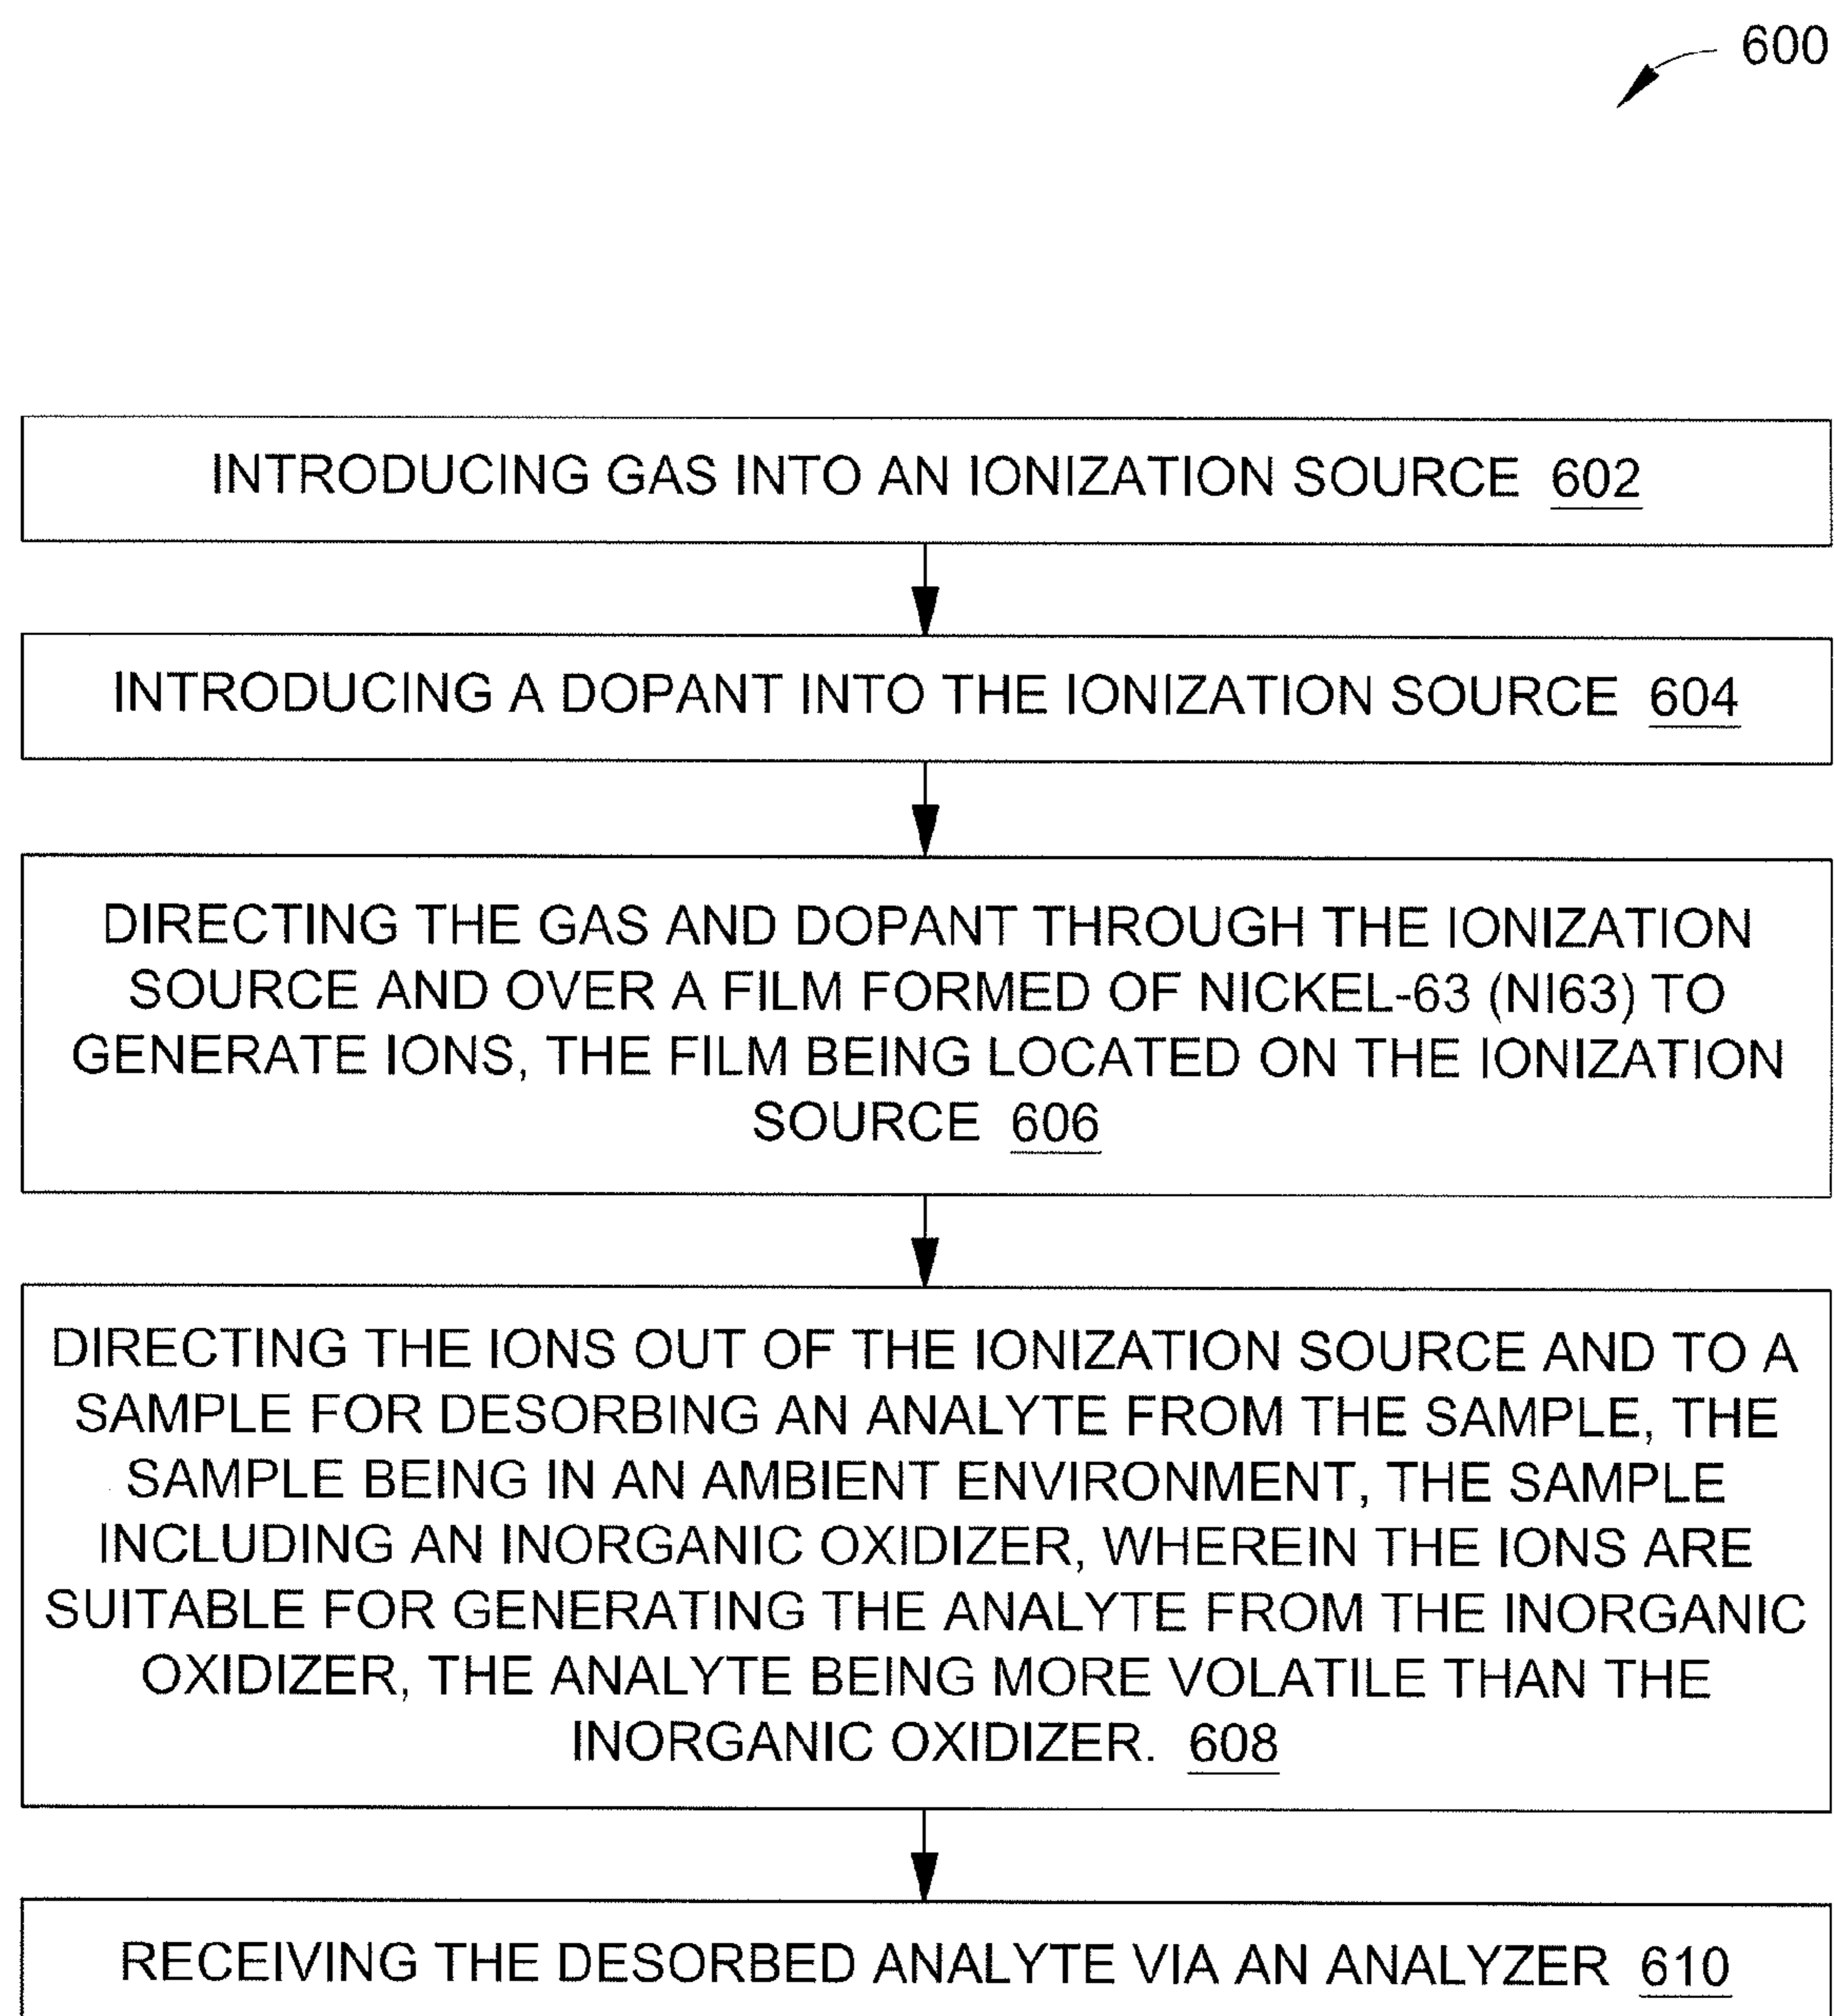 600
INTRODUCING GAS INTO AN IONIZATION SOURCE 602
INTRODUCING A DOPANT INTO THE IONIZATION SOURCE 604
DIRECTING THE GAS AND DOPANT THROUGH THE IONIZATION
SOURCE AND OVER A FILM FORMED OF NICKEL-63 (NI63) TO
GENERATE IONS, THE FILM BEING LOCATED ON THE IONIZATION
SOURCE 606
DIRECTING THE IONS OUT OF THE IONIZATION SOURCE AND TO A
SAMPLE FOR DESORBING AN ANALYTE FROM THE SAMPLE, THE
SAMPLE BEING IN AN AMBIENT ENVIRONMENT, THE SAMPLE
INCLUDING AN INORGANIC OXIDIZER, WHEREIN THE IONS ARE
SUITABLE FOR GENERATING THE ANALYTE FROM THE INORGANIC
OXIDIZER, THE ANALYTE BEING MORE VOLATILE THAN THE
INORGANIC OXIDIZER. 608
RECEIVING THE DESORBED ANALYTE VIA AN ANALYZER 610